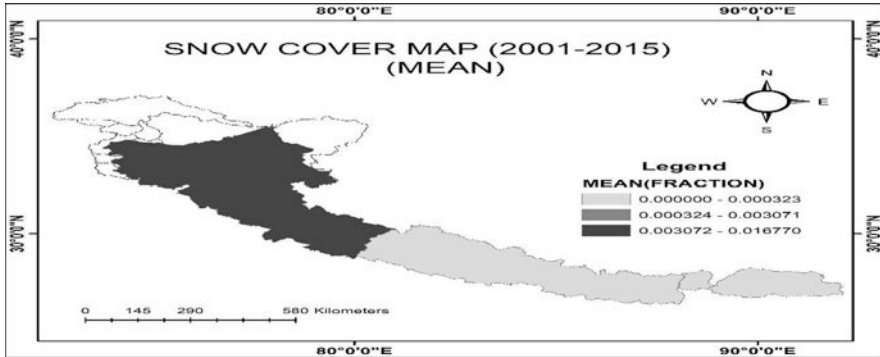 80°0'0"E 90°0'0"E
40°0'0"N 40°0'0"N
SNOW COVER MAP (2001-2015)
(MEAN)
N
W E
S
Legend
MEAN(FRACTION)
0.000000 - 0.000323
0.000324 - 0.003071
0.003072 - 0.016770
30°0'0"N 30°0'0"N
0 145 290 580 Kilometers
80°0'0"E 90°0'0"E